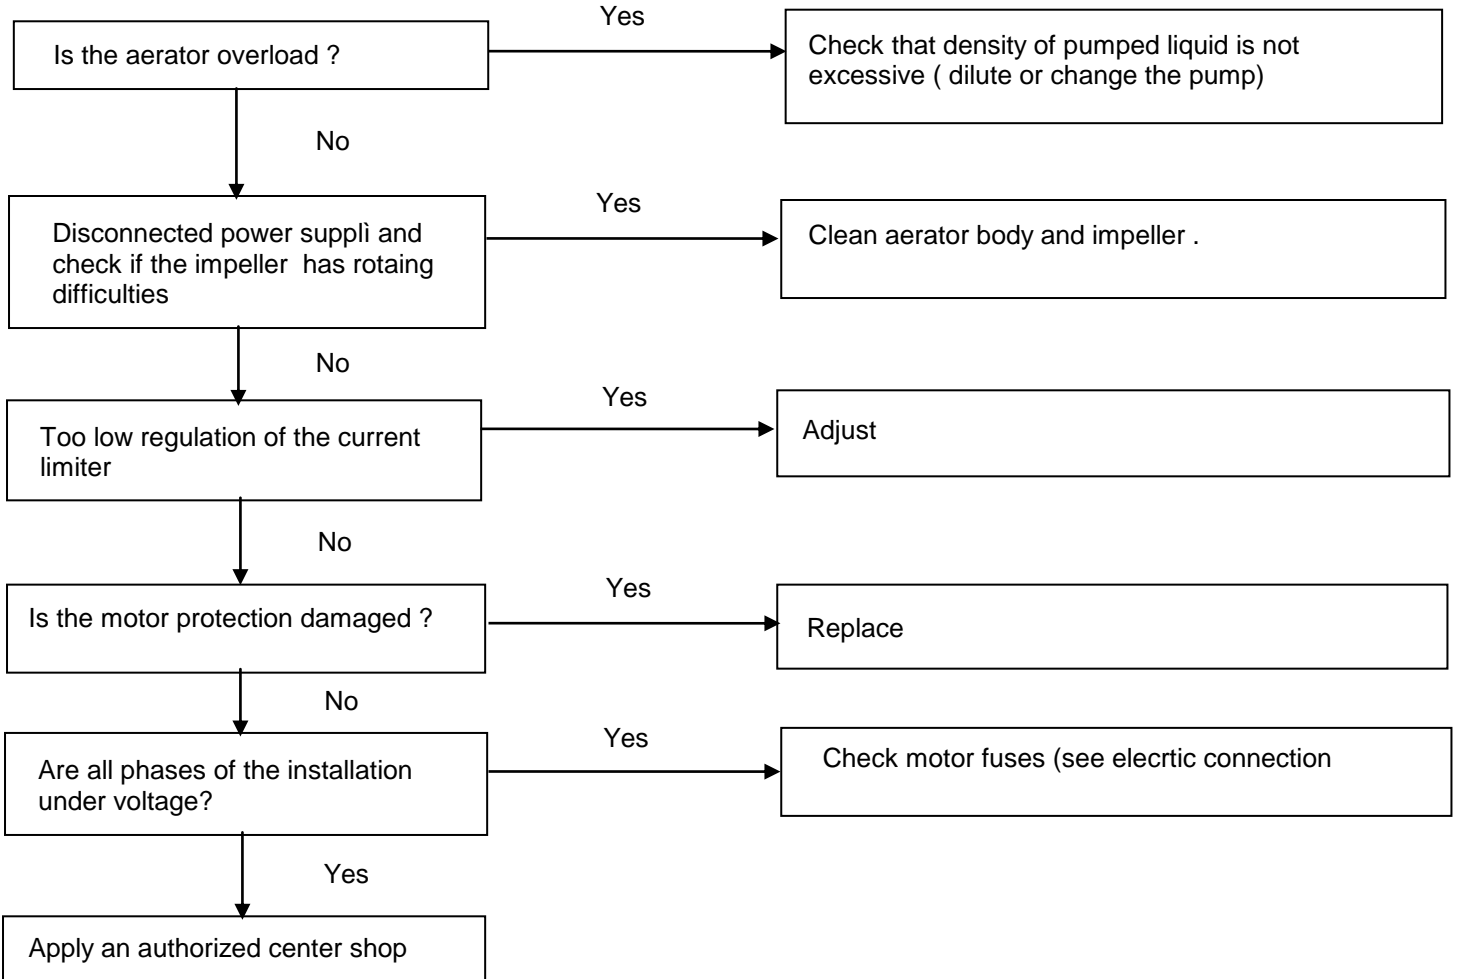 Yes
Is the aerator overload ?
Check that density of pumped liquid is not
excessive ( dilute or change the pump)
No
Yes
Disconnected power supplì and
check if the impeller  has rotaing
difficulties
Clean aerator body and impeller .
No
Yes
Too low regulation of the current
limiter
Adjust
No
Yes
Is the motor protection damaged ?
Replace
No
Yes
Are all phases of the installation
under voltage?
Check motor fuses (see elecrtic connection
Yes
Apply an authorized center shop